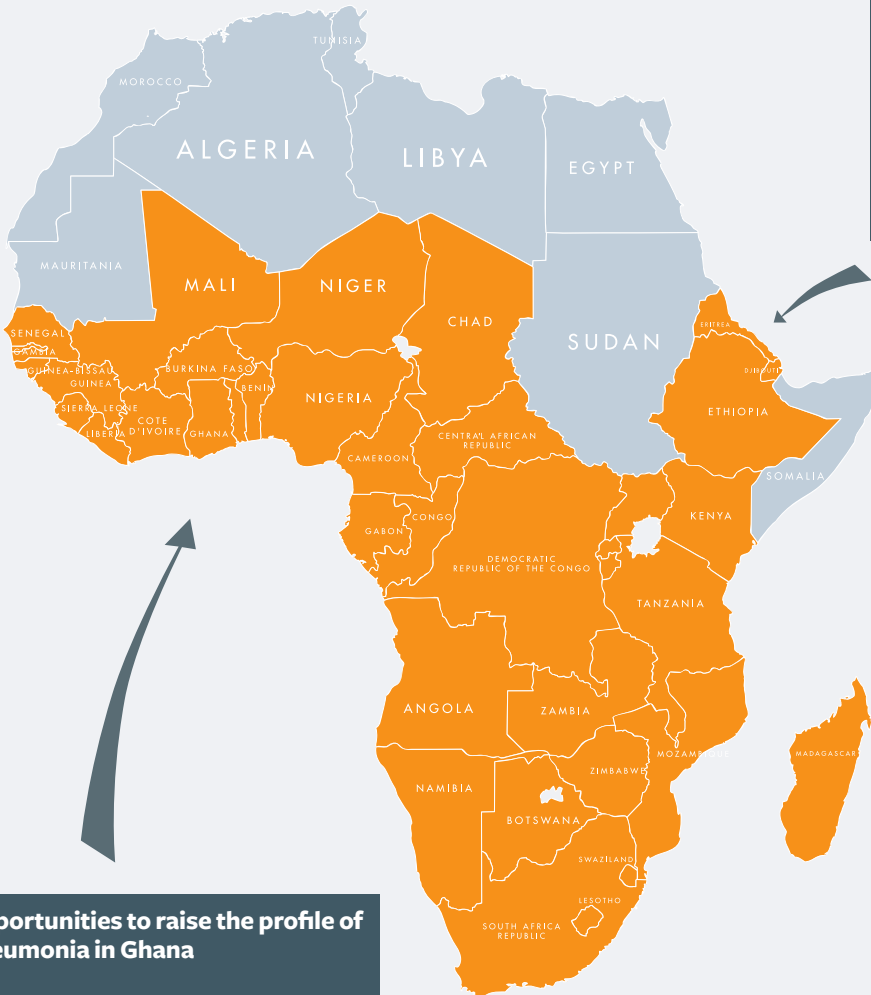 TUNISIA
MOROCCO
ALGERIA
LIBYA
EGYPT
MAURITANIA
MALI
NIGER
CHAD
SUDAN
ERITREA
SENEGAL
GAMBIA
GUINEA-BISSAU
GUINEA
BURKINA FASO
BENIN
NIGERIA
DJIBOUTI
ETHIOPIA
SIERRA LEONE
LIBERIA
COTE
D'IVOIRE
GHANA
CENTRAL AFRICAN
REPUBLIC
CAMEROON
SOMALIA
GABON
CONGO
KENYA
DEMOCRATIC
REPUBLIC OF THE CONGO
TANZANIA
ANGOLA
ZAMBIA
MOZAMBIQUE
MADAGASCAR
NAMIBIA
ZIMBABWE
BOTSWANA
SWAZILAND
LESOTHO
SOUTH AFRICA
REPUBLIC
portunities to raise the profile of
eumonia in Ghana